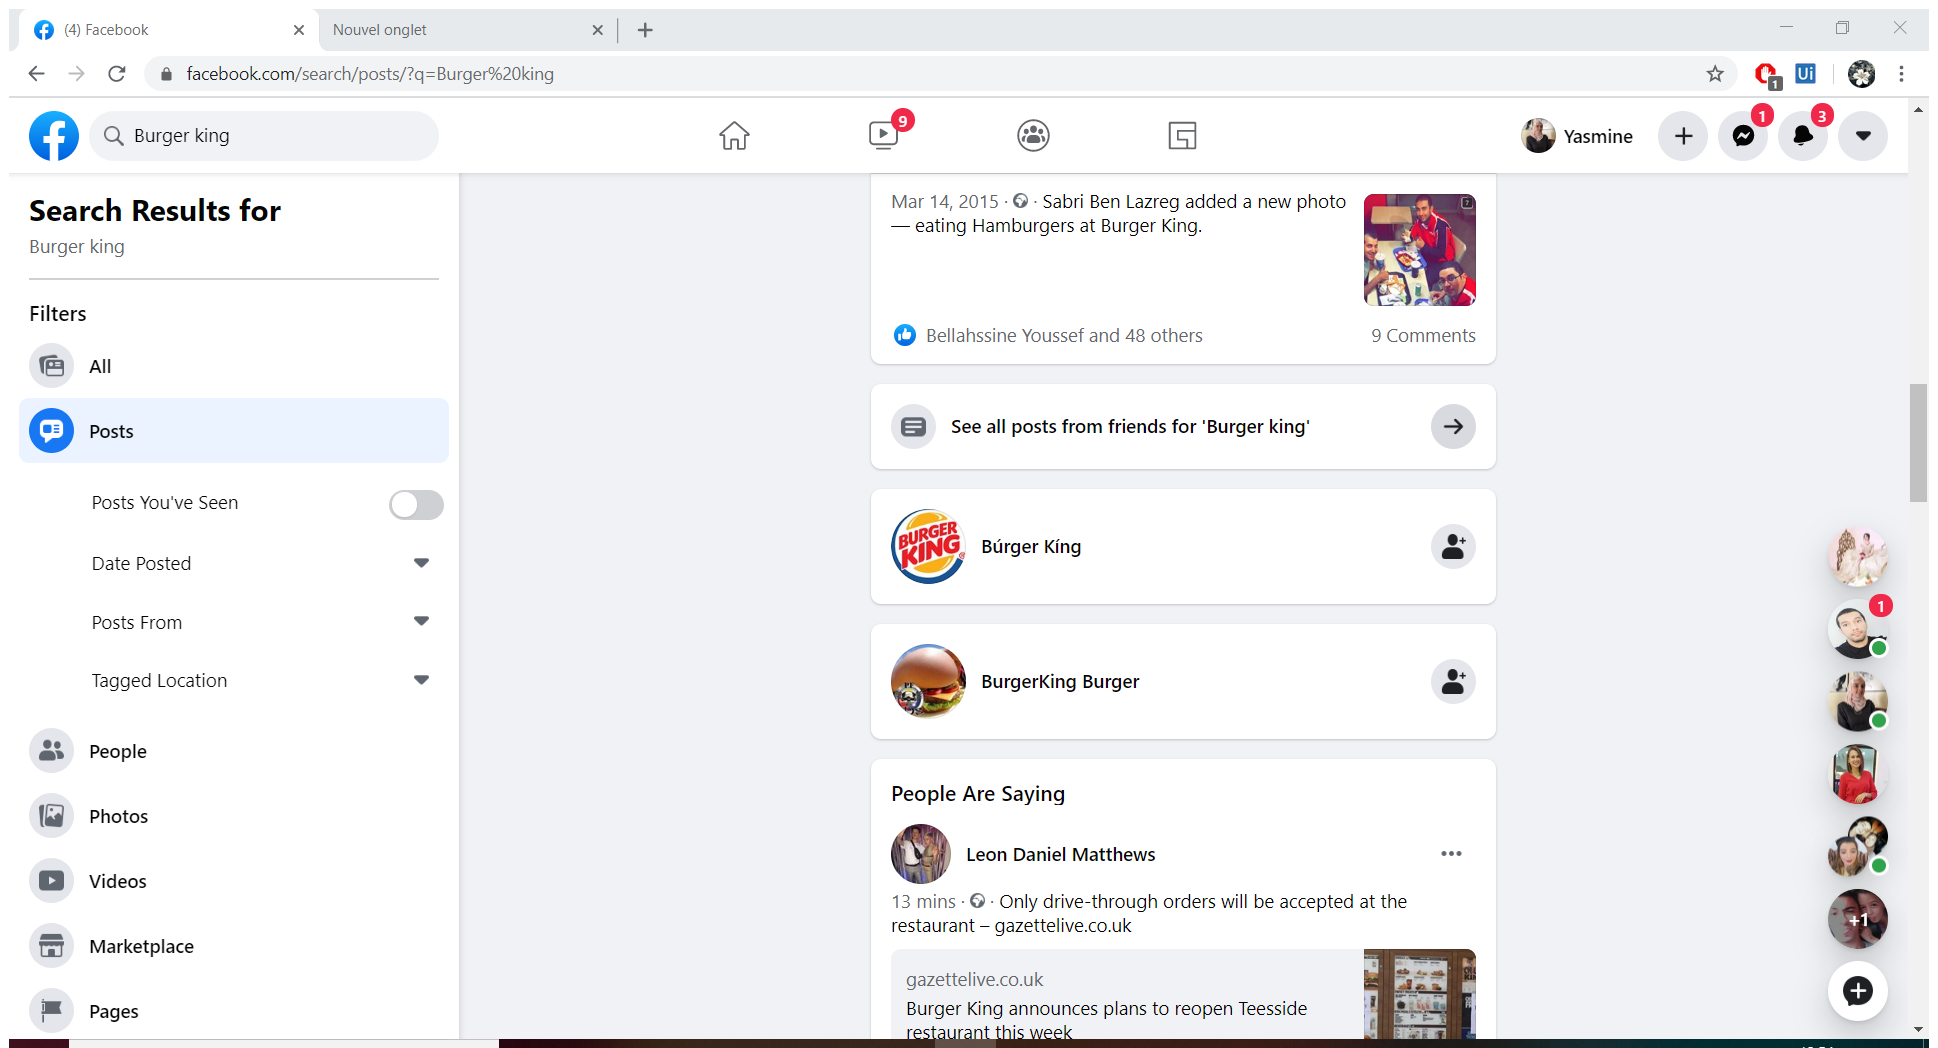 (4) Facebook
Nouvel onglet
facebook.com/search/posts/?q=Burger%20king
1
Ui
Burger king
9
Yasmine
1
3
Search Results for
Burger king
Filters
All
Posts
Posts You've Seen
Date Posted
Posts From
Tagged Location
People
Photos
Videos
Marketplace
Pages
Mar 14, 2015 · · Sabri Ben Lazreg added a new photo
— eating Hamburgers at Burger King.
7
Bellahssine Youssef and 48 others
9 Comments
See all posts from friends for 'Burger king'
BURGER
KING
Búrger Kíng
BurgerKing Burger
People Are Saying
Leon Daniel Matthews
13 mins · · Only drive-through orders will be accepted at the
restaurant – gazettelive.co.uk
gazettelive.co.uk
Burger King announces plans to reopen Teesside
restaurant this week
1
+1